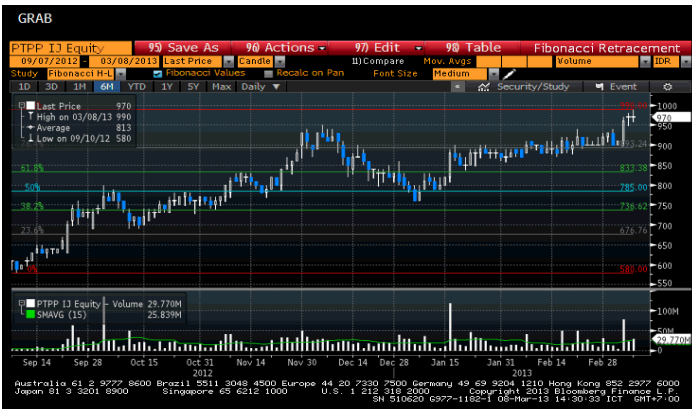 GRAB
PTPP IJ Equity 95) Save As 96) Actions 97) Edit 98) Table Fibonacci Retracement
09/07/2012 - 03/08/2013 Last Price Candle 11)Compare Mov. Avgs Volume IDR
Study Fibonacci H-L Fibonacci Values Recalc on Pan Font Size Medium
1D 3D 1M 6M YTD 1Y 5Y Max Daily ▼ « Security/Study Event
Last Price 970
High on 03/08/13 990
Average 813
Low on 09/10/12 580
990.00
1000
970
950
893.24
900
61.8% 833.38
850
50% 785.00
800
38.2% 736.62
750
23.6% 676.76
700
650
600
0% 580.00
550
PTPP IJ Equity - Volume 29.770M
SMAVG (15) 25.839M
100M
50M
29.770M
0
Sep 14 Sep 28 Oct 15 Oct 31 Nov 14 Nov 30 Dec 14 Dec 28 Jan 15 Jan 31 Feb 14 Feb 28
2012 2013
Australia 61 2 9777 8600 Brazil 5511 3048 4500 Europe 44 20 7330 7500 Germany 49 69 9204 1210 Hong Kong 852 2977 6000
Japan 81 3 3201 8900 Singapore 65 6212 1000 U.S. 1 212 318 2000 Copyright 2013 Bloomberg Finance L.P.
SN 510620 G977-1182-1 08-Mar-13 14:30:33 ICT GMT+7:00